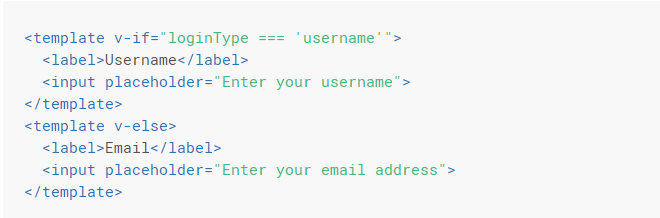 <template v-if="loginType === 'username'">
  <label>Username</label>
  <input placeholder="Enter your username">
</template>
<template v-else>
  <label>Email</label>
  <input placeholder="Enter your email address">
</template>